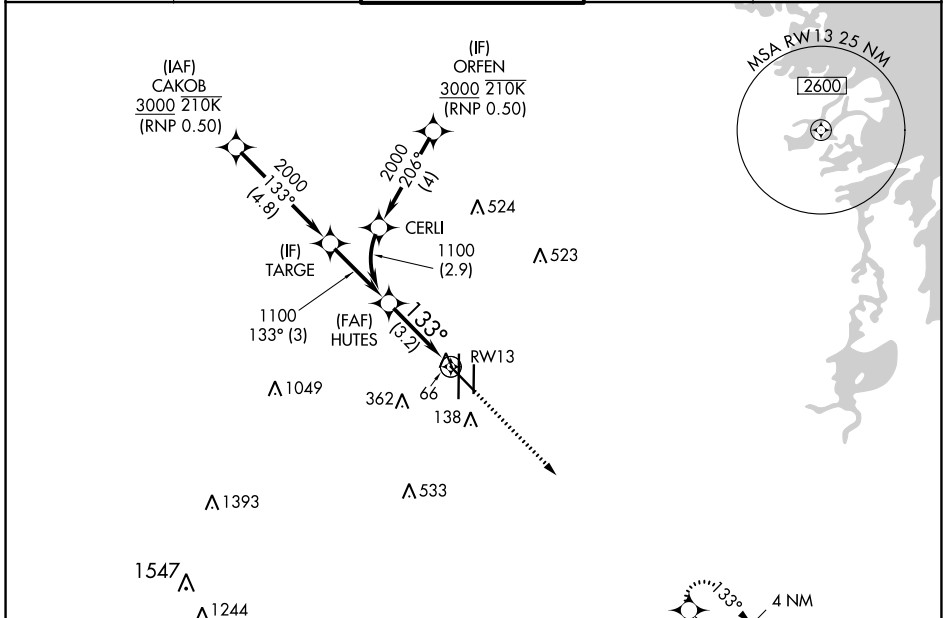 (IAF)
CAKOB
3000 210K
(RNP 0.50)
(IF)
ORFEN
3000 210K
(RNP 0.50)
MSA RW13 25 NM
2600
2000
133°
(4.8)
2000
206°
(4)
524
CERLI
523
(IF)
TARGE
1100
(2.9)
1100
133° (3)
(FAF)
HUTES
133°
(3.2)
RW13
1049
362
66
138
1393
533
1547
1244
133°
4 NM